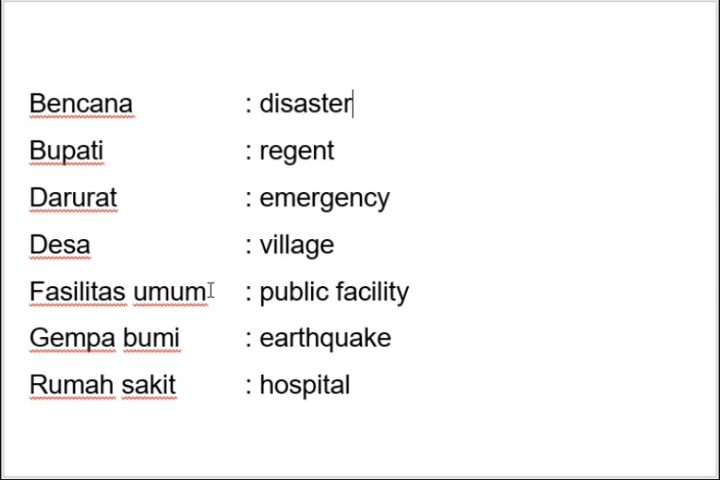 Bencana : disaster
Bupati : regent
Darurat : emergency
Desa : village
Fasilitas umum : public facility
Gempa bumi : earthquake
Rumah sakit : hospital